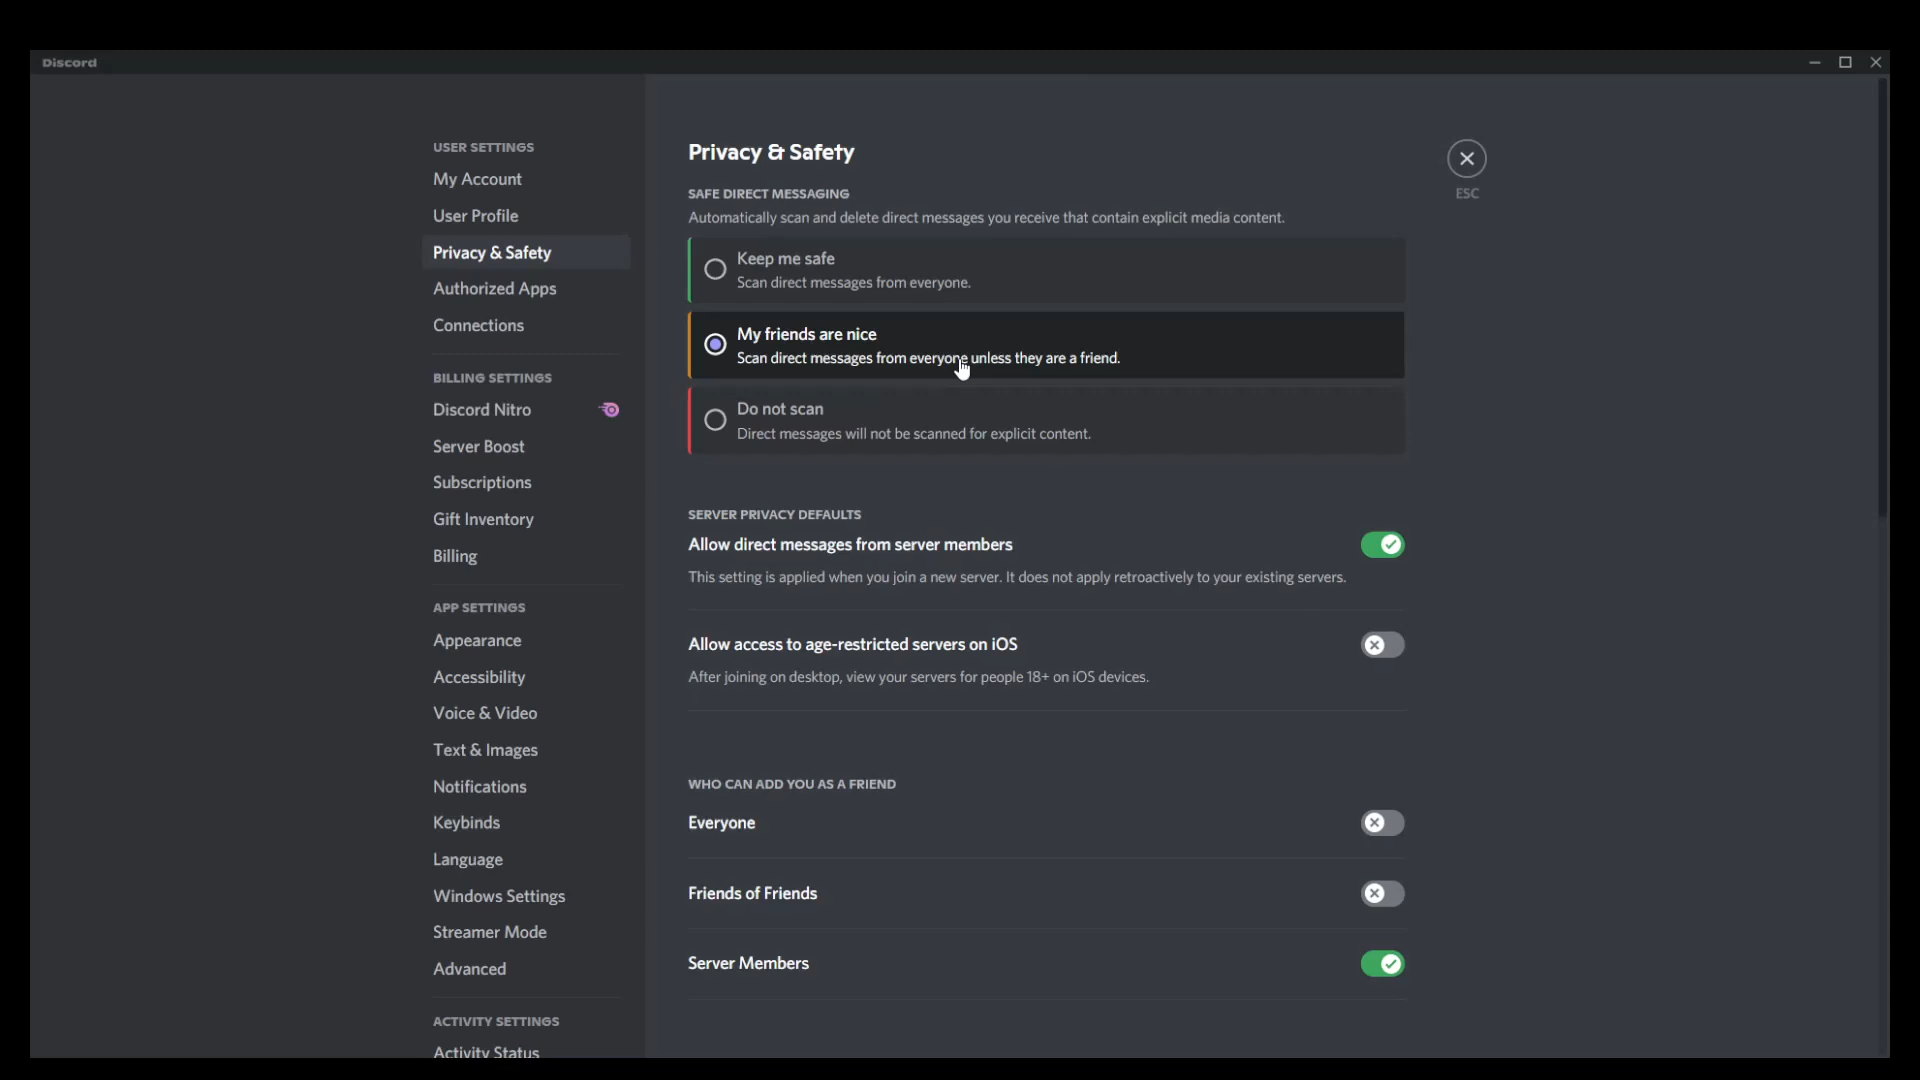 Discord
USER SETTINGS
My Account
User Profile
Privacy & Safety
Authorized Apps
Connections
BILLING SETTINGS
Discord Nitro
Server Boost
Subscriptions
Gift Inventory
Billing
APP SETTINGS
Appearance
Accessibility
Voice & Video
Text & Images
Notifications
Keybinds
Language
Windows Settings
Streamer Mode
Advanced
ACTIVITY SETTINGS
Activity Status
Privacy & Safety
ESC
SAFE DIRECT MESSAGING
Automatically scan and delete direct messages you receive that contain explicit media content.
Keep me safe
Scan direct messages from everyone.
My friends are nice
Scan direct messages from everyone unless they are a friend.
Do not scan
Direct messages will not be scanned for explicit content.
SERVER PRIVACY DEFAULTS
Allow direct messages from server members
This setting is applied when you join a new server. It does not apply retroactively to your existing servers.
Allow access to age-restricted servers on iOS
After joining on desktop, view your servers for people 18+ on iOS devices.
WHO CAN ADD YOU AS A FRIEND
Everyone
Friends of Friends
Server Members